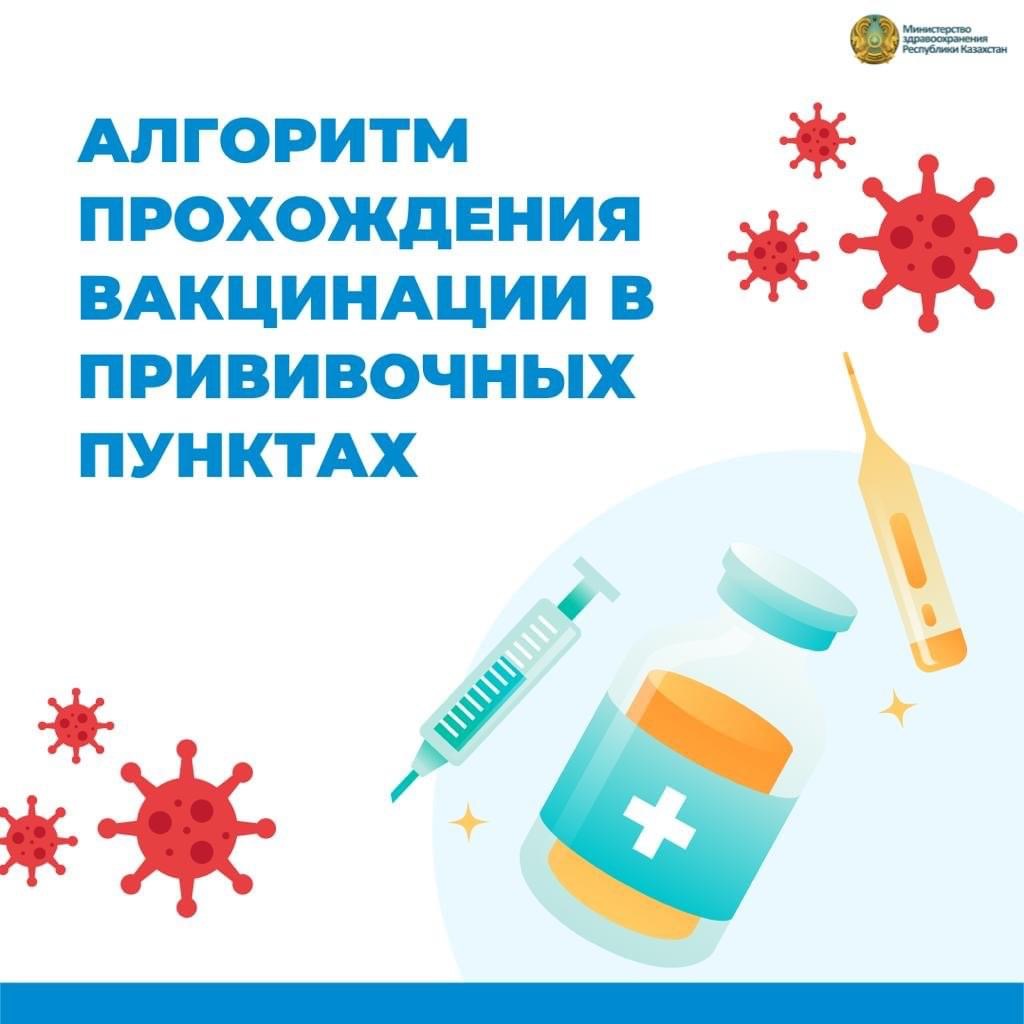 Министерство
здравоохранения
Республики Казахстан
АЛГОРИТМ
ПРОХОЖДЕНИЯ
ВАКЦИНАЦИИ В
ПРИВИВОЧНЫХ
ПУНКТАХ